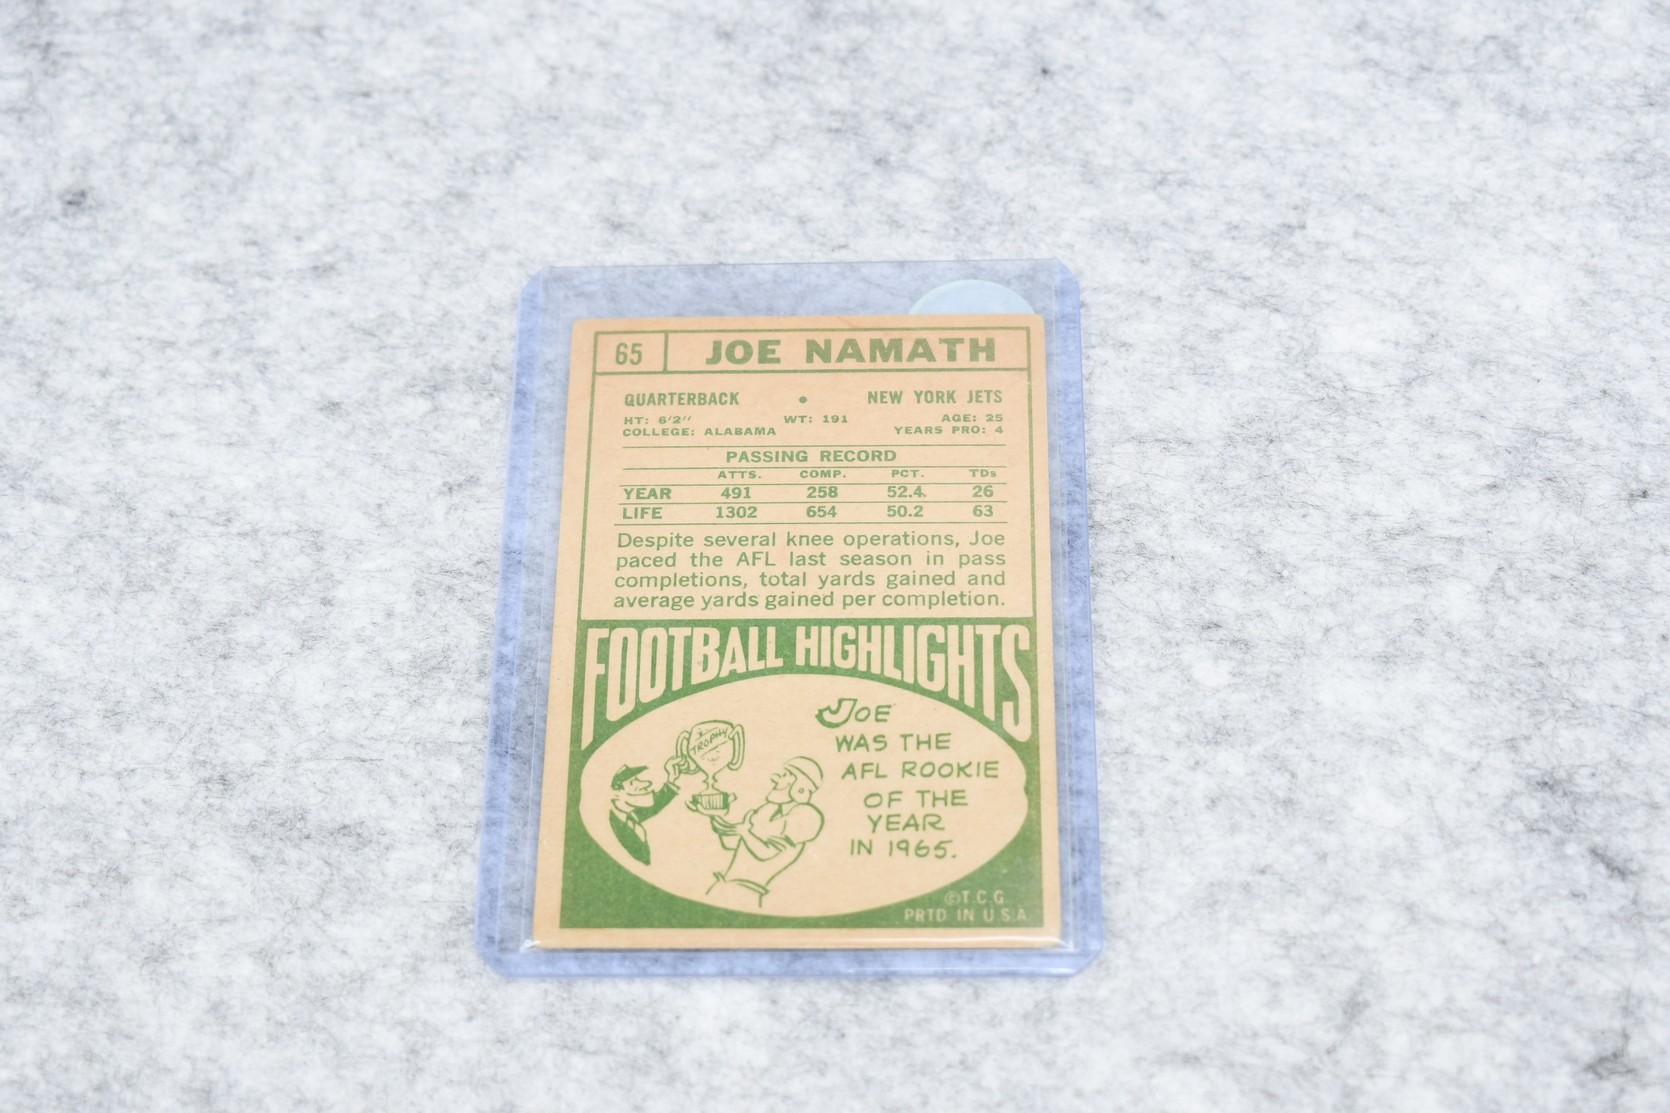 65 JOE NAMATH
QUARTERBACK • NEW YORK JETS
HT: 6'2" WT: 191 AGE: 25
COLLEGE: ALABAMA YEARS PRO: 4
PASSING RECORD
ATTS. COMP. PCT. TDs
YEAR 491 258 52.4 26
LIFE 1302 654 50.2 63
Despite several knee operations, Joe
paced the AFL last season in pass
completions, total yards gained and
average yards gained per completion.
FOOTBALL HIGHLIGHTS
JOE
WAS THE
AFL ROOKIE
OF THE
YEAR
IN 1965.
TROPHY
©T.C.G.
PRTD IN U.S.A.